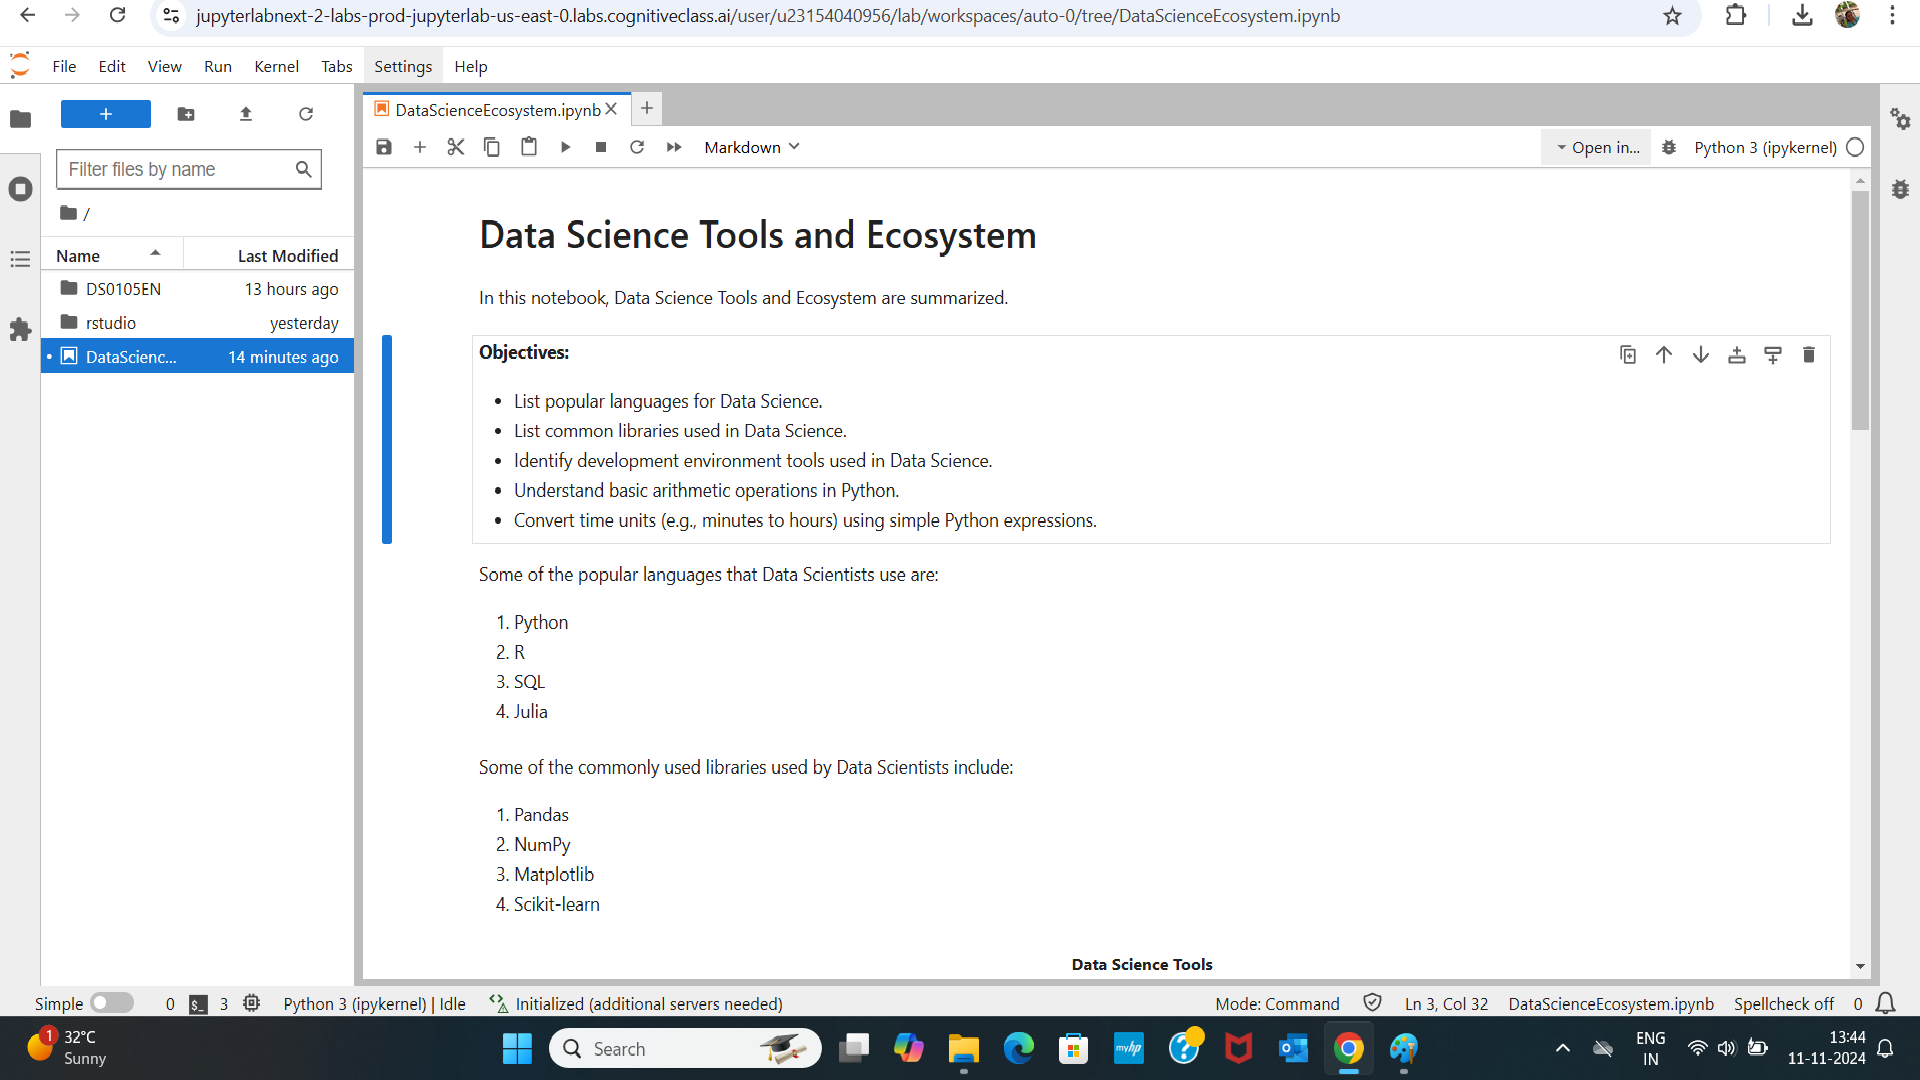 jupyterlabnext-2-labs-prod-jupyterlab-us-east-0.labs.cognitiveclass.ai/user/u23154040956/lab/workspaces/auto-0/tree/DataScienceEcosystem.ipynb
File Edit View Run Kernel Tabs Settings Help
DataScienceEcosystem.ipynb
Filter files by name
Markdown
Open in...
Python 3 (ipykernel)
/
Name Last Modified
DS0105EN 13 hours ago
rstudio yesterday
DataScienc... 14 minutes ago
Data Science Tools and Ecosystem
In this notebook, Data Science Tools and Ecosystem are summarized.
Objectives:
• List popular languages for Data Science.
• List common libraries used in Data Science.
• Identify development environment tools used in Data Science.
• Understand basic arithmetic operations in Python.
• Convert time units (e.g., minutes to hours) using simple Python expressions.
Some of the popular languages that Data Scientists use are:
1. Python
2. R
3. SQL
4. Julia
Some of the commonly used libraries used by Data Scientists include:
1. Pandas
2. NumPy
3. Matplotlib
4. Scikit-learn
Data Science Tools
Simple 0 $_ 3 Python 3 (ipykernel) | Idle Initialized (additional servers needed) Mode: Command Ln 3, Col 32 DataScienceEcosystem.ipynb Spellcheck off 0
1
32°C
Sunny
Search
myhp
ENG
IN
13:44
11-11-2024